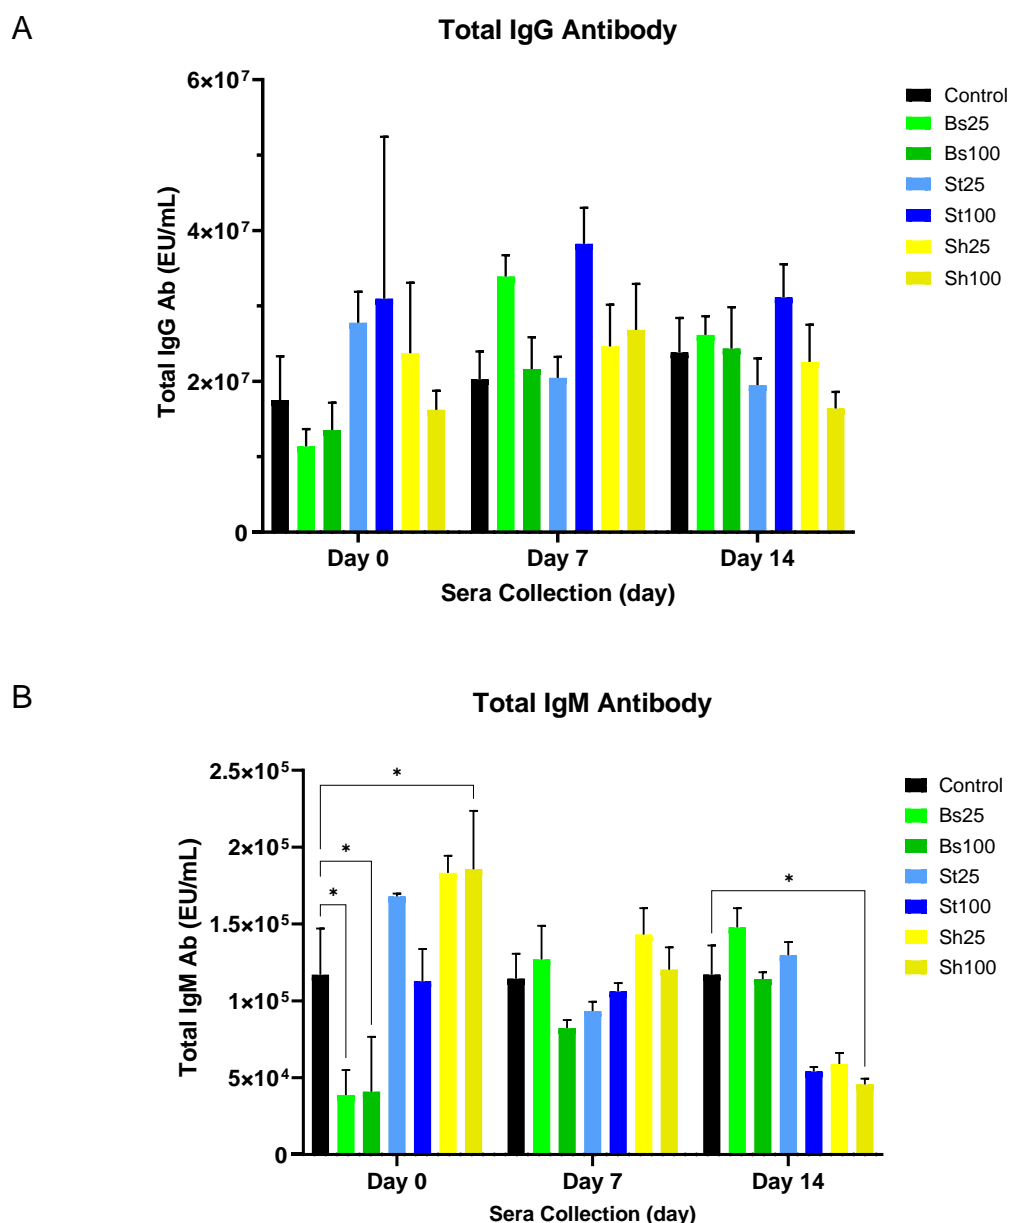 A
Total IgG Antibody
6×10⁷
4×10⁷
2×10⁷
0
Total IgG Ab (EU/mL)
Day 0
Day 7
Day 14
Sera Collection (day)
Control
Bs25
Bs100
St25
St100
Sh25
Sh100
B
Total IgM Antibody
2.5×10⁵
2×10⁵
1.5×10⁵
1×10⁵
5×10⁴
0
Total IgM Ab (EU/mL)
*
*
*
*
Day 0
Day 7
Day 14
Sera Collection (day)
Control
Bs25
Bs100
St25
St100
Sh25
Sh100